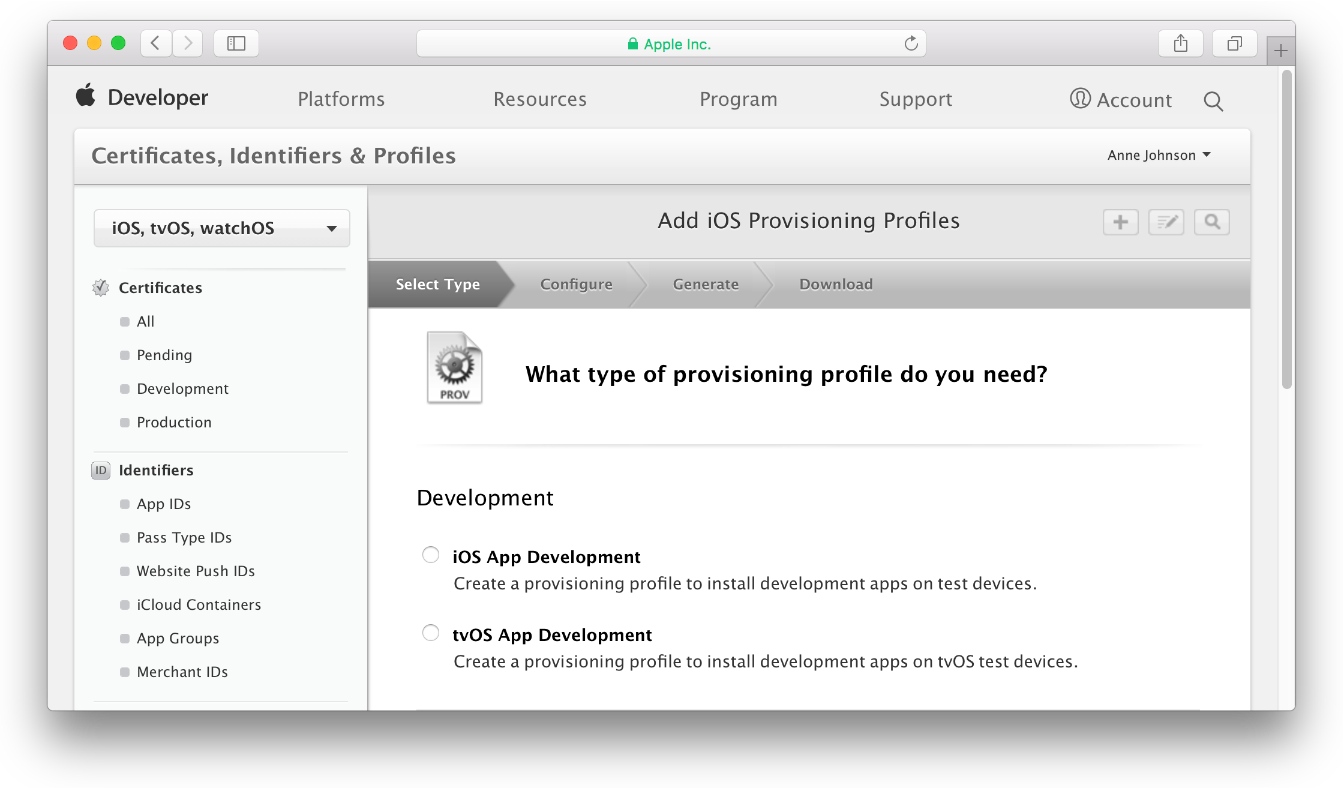 Apple Inc.
Developer
Platforms
Resources
Program
Support
Account
Certificates, Identifiers & Profiles
Anne Johnson
iOS, tvOS, watchOS
Add iOS Provisioning Profiles
Select Type
Configure
Generate
Download
Certificates
All
Pending
Development
Production
ID Identifiers
App IDs
Pass Type IDs
Website Push IDs
iCloud Containers
App Groups
Merchant IDs
PROV
What type of provisioning profile do you need?
Development
iOS App Development
Create a provisioning profile to install development apps on test devices.
tvOS App Development
Create a provisioning profile to install development apps on tvOS test devices.